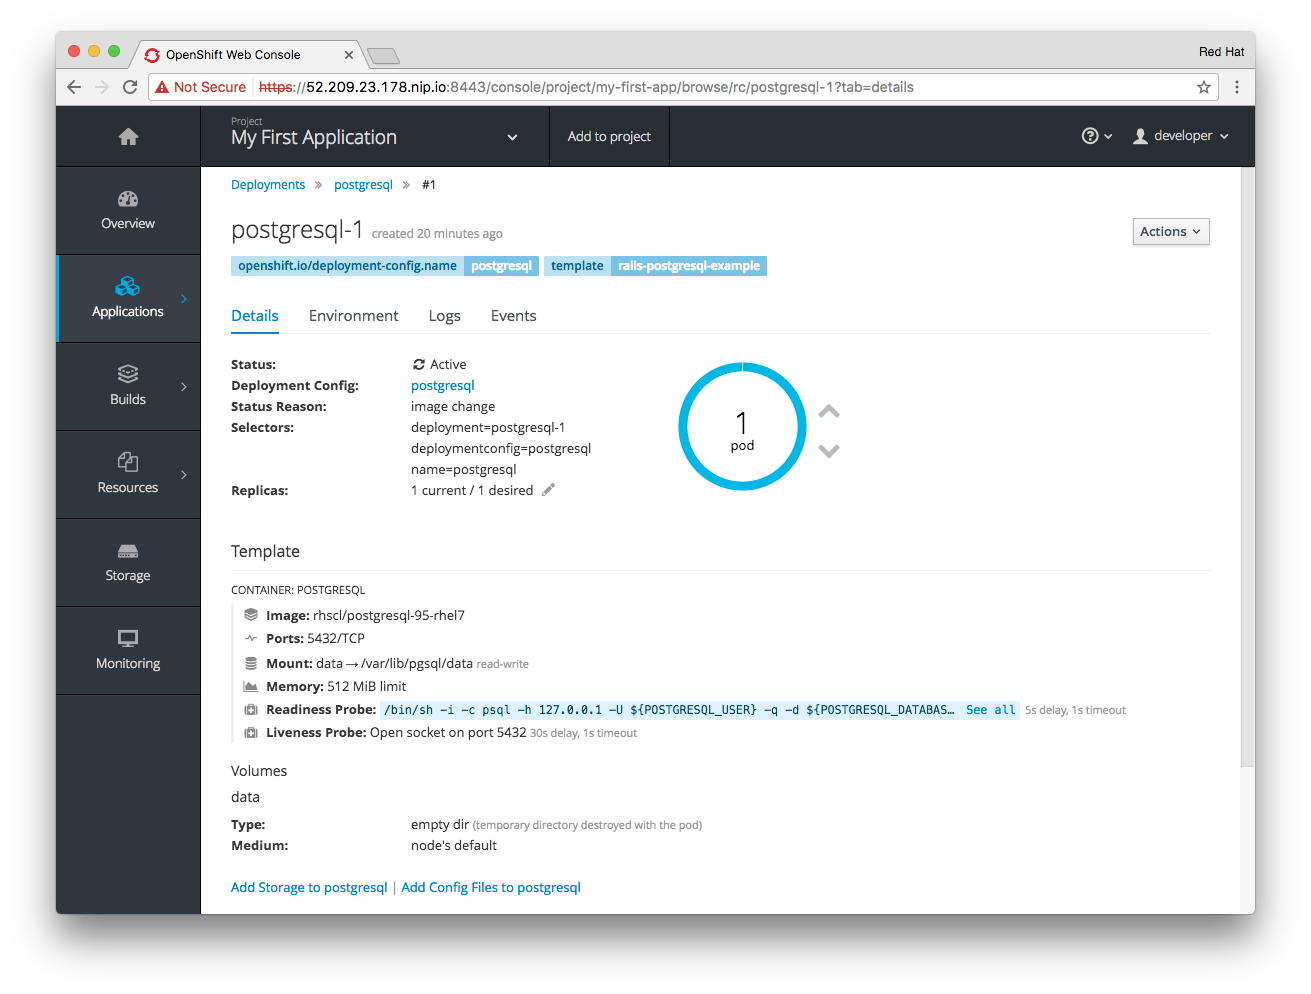 OpenShift Web Console
Red Hat
Not Secure https://52.209.23.178.nip.io:8443/console/project/my-first-app/browse/rc/postgresql-1?tab=details
Project
My First Application
Add to project
developer
Overview
Applications
Builds
Resources
Storage
Monitoring
Deployments » postgresql » #1
postgresql-1 created 20 minutes ago
Actions
openshift.io/deployment-config.name postgresql template rails-postgresql-example
Details Environment Logs Events
Status: Active
Deployment Config: postgresql
Status Reason: image change
Selectors: deployment=postgresql-1
deploymentconfig=postgresql
name=postgresql
Replicas: 1 current / 1 desired
1
pod
Template
CONTAINER: POSTGRESQL
Image: rhscl/postgresql-95-rhel7
Ports: 5432/TCP
Mount: data → /var/lib/pgsql/data read-write
Memory: 512 MiB limit
Readiness Probe: /bin/sh -i -c psql -h 127.0.0.1 -U ${POSTGRESQL_USER} -q -d ${POSTGRESQL_DATABAS… See all 5s delay, 1s timeout
Liveness Probe: Open socket on port 5432 30s delay, 1s timeout
Volumes
data
Type: empty dir (temporary directory destroyed with the pod)
Medium: node's default
Add Storage to postgresql | Add Config Files to postgresql